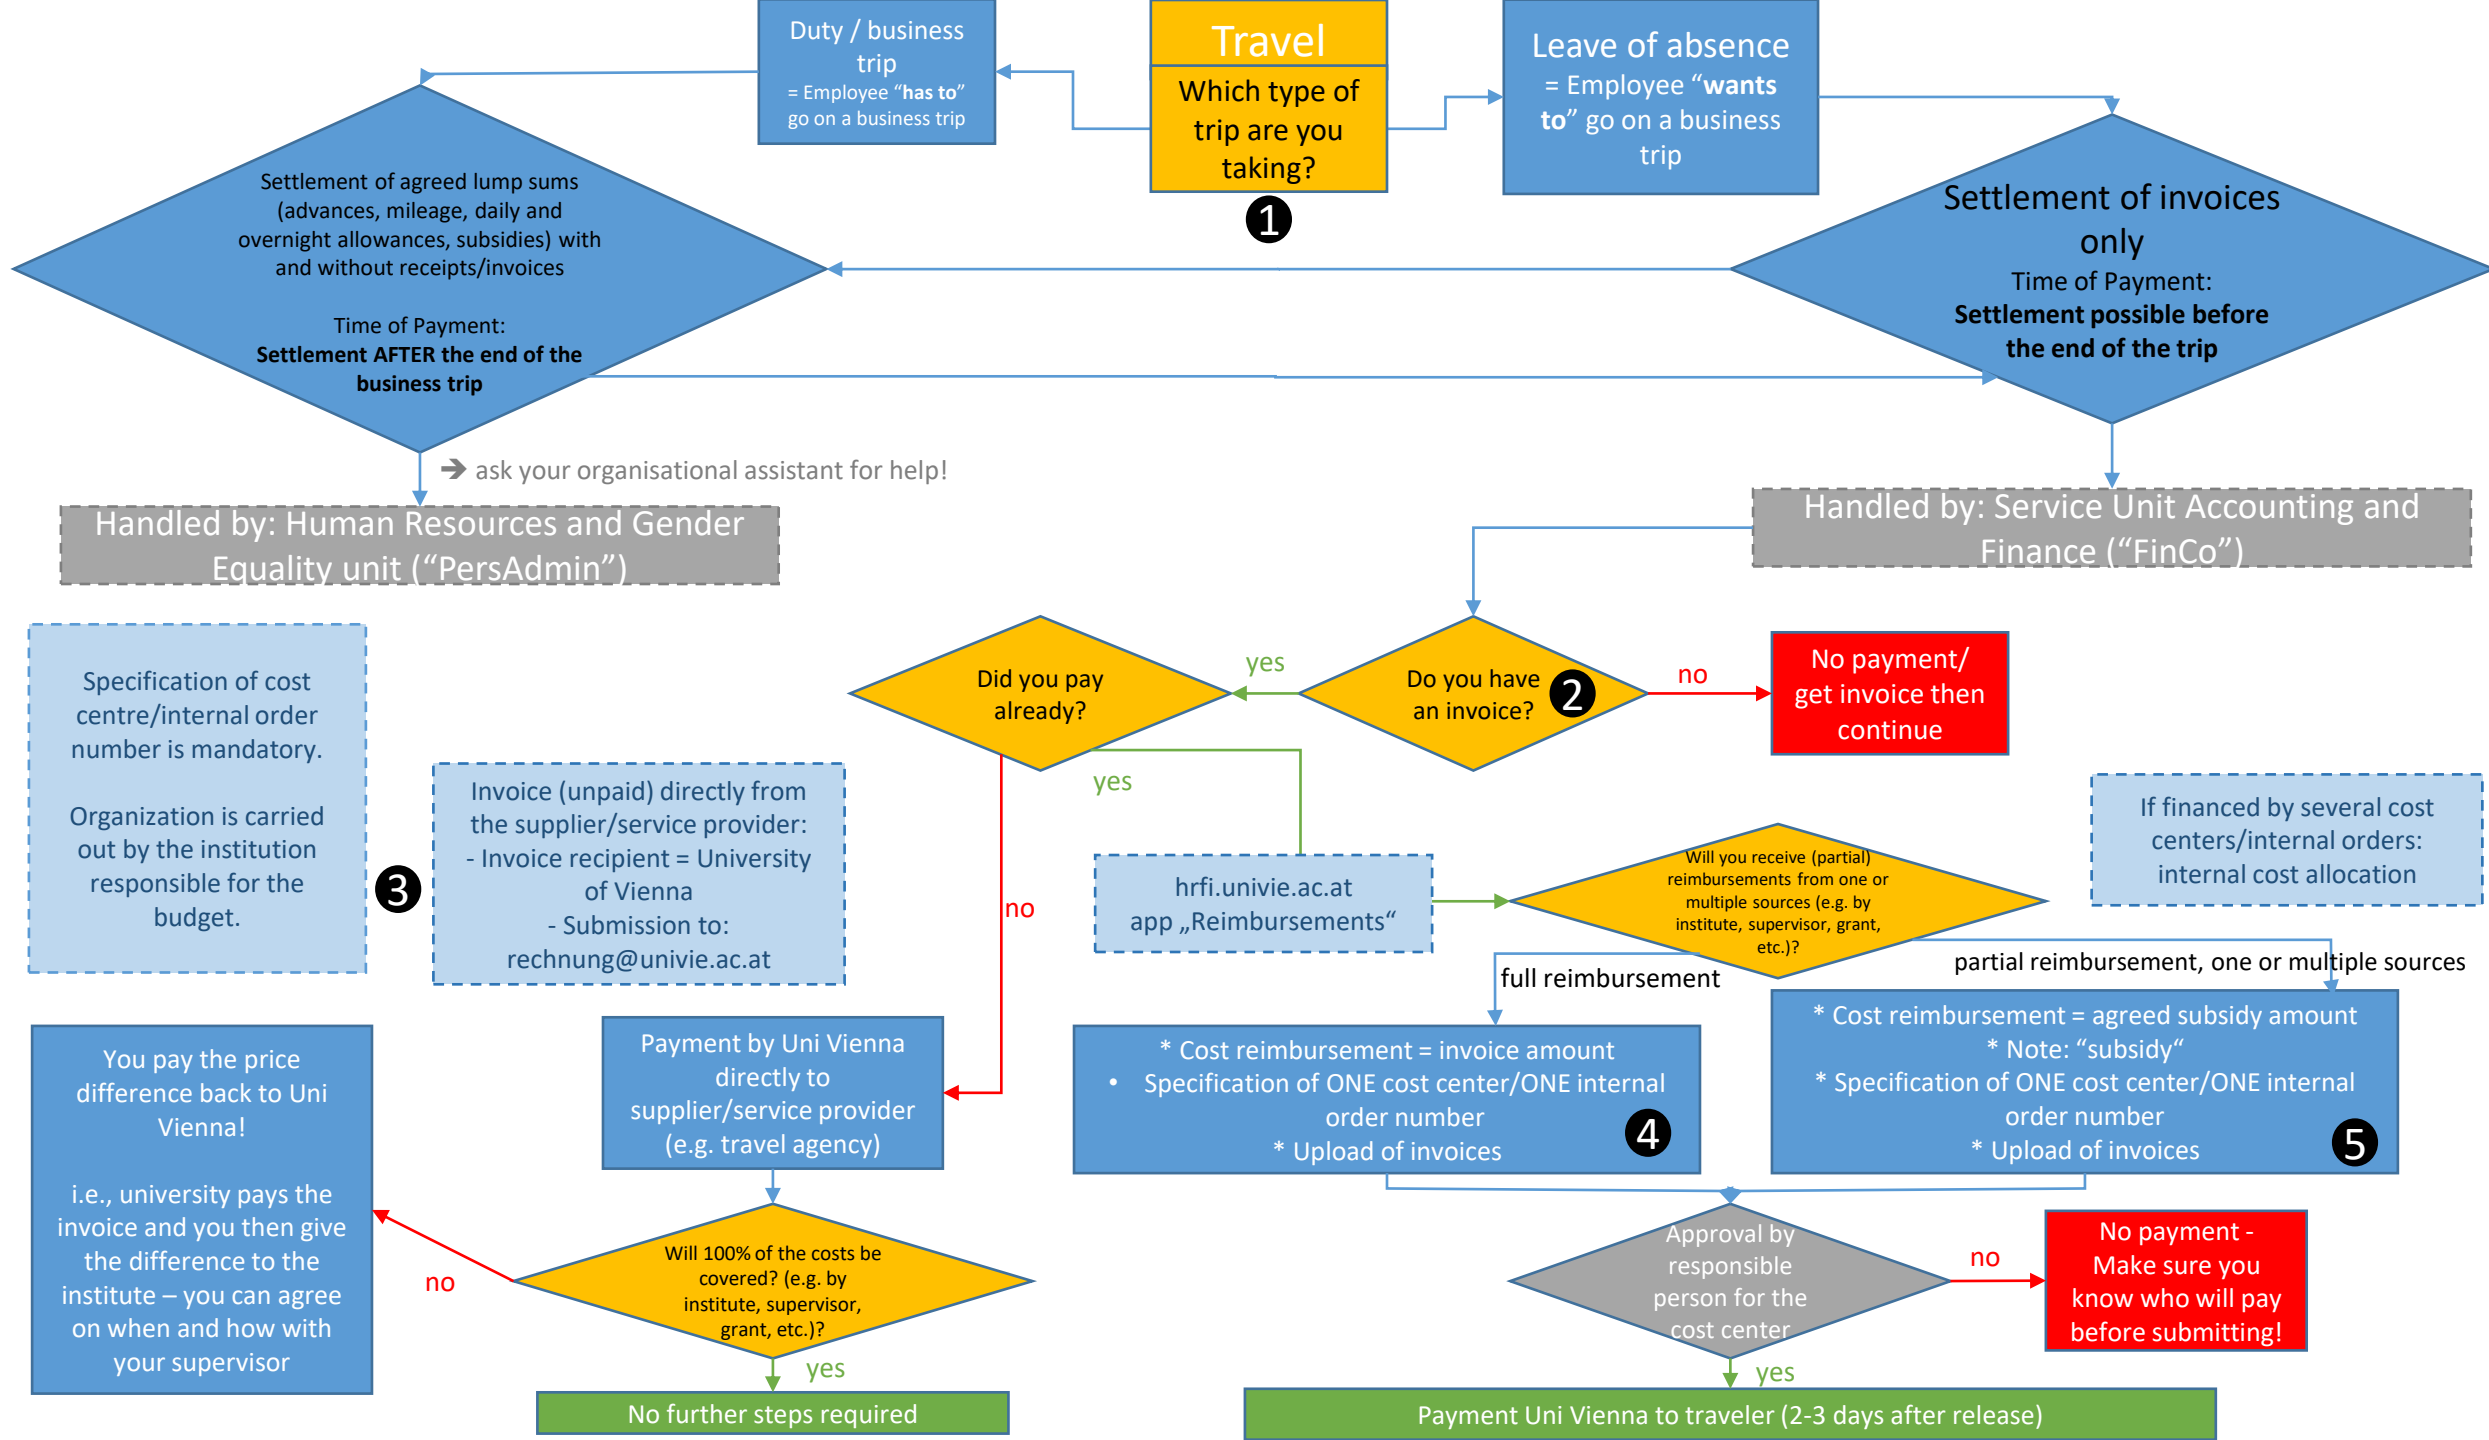 Duty / business
trip
= Employee “has to”
go on a business trip
Travel
Which type of
trip are you
taking?
❶
Leave of absence
= Employee “wants
to” go on a business
trip
Settlement of agreed lump sums
(advances, mileage, daily and
overnight allowances, subsidies) with
and without receipts/invoices
Time of Payment:
Settlement AFTER the end of the
business trip
Settlement of invoices
only
Time of Payment:
Settlement possible before
the end of the trip
➔ ask your organisational assistant for help!
Handled by: Human Resources and Gender
Equality unit (“PersAdmin”)
Handled by: Service Unit Accounting and
Finance (“FinCo”)
Did you pay
already?
yes
Do you have
an invoice?
❷
no
No payment/
get invoice then
continue
Specification of cost
centre/internal order
number is mandatory.
Organization is carried
out by the institution
responsible for the
budget.
❸
Invoice (unpaid) directly from
the supplier/service provider:
- Invoice recipient = University
of Vienna
- Submission to:
rechnung@univie.ac.at
no
yes
hrfi.univie.ac.at
app „Reimbursements“
Will you receive (partial)
reimbursements from one or
multiple sources (e.g. by
institute, supervisor, grant,
etc.)?
If financed by several cost
centers/internal orders:
internal cost allocation
full reimbursement
partial reimbursement, one or multiple sources
You pay the price
difference back to Uni
Vienna!
i.e., university pays the
invoice and you then give
the difference to the
institute – you can agree
on when and how with
your supervisor
Payment by Uni Vienna
directly to
supplier/service provider
(e.g. travel agency)
* Cost reimbursement = invoice amount
• Specification of ONE cost center/ONE internal
order number
* Upload of invoices
❹
* Cost reimbursement = agreed subsidy amount
* Note: “subsidy“
* Specification of ONE cost center/ONE internal
order number
* Upload of invoices
❺
no
Will 100% of the costs be
covered? (e.g. by
institute, supervisor,
grant, etc.)?
yes
No further steps required
Approval by
responsible
person for the
cost center
no
No payment -
Make sure you
know who will pay
before submitting!
yes
Payment Uni Vienna to traveler (2-3 days after release)